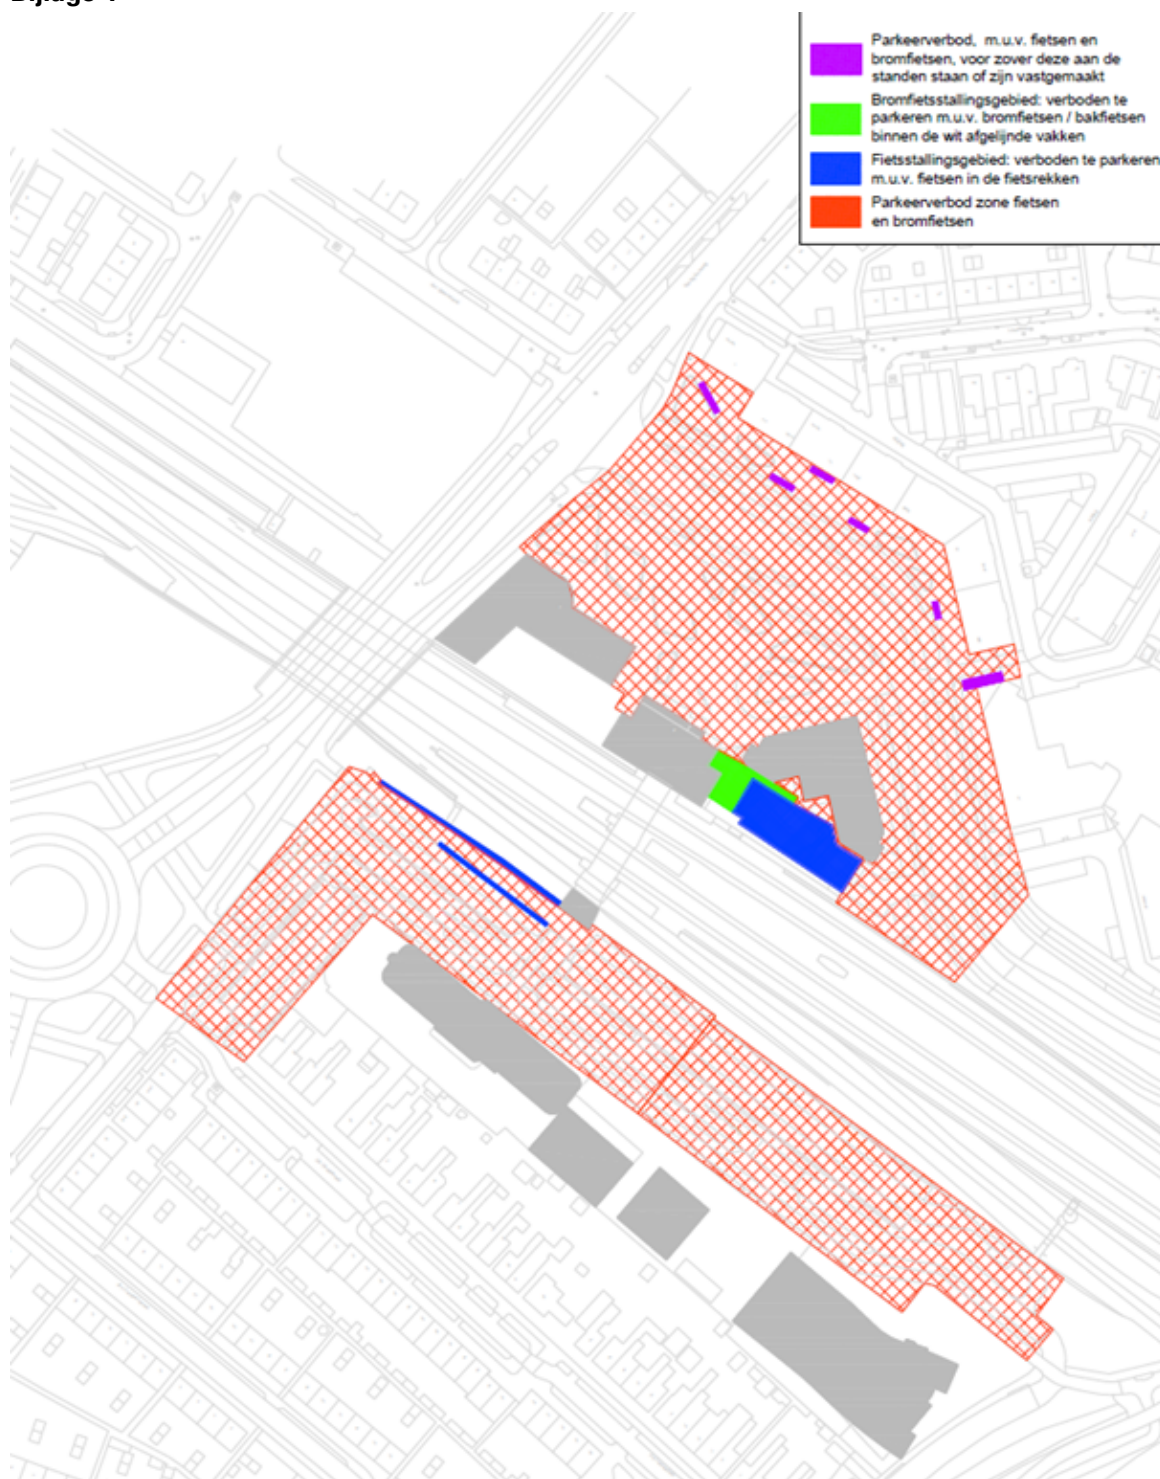 Parkeerverbod, m.u.v. fietsen en
bromfietsen, voor zover deze aan de
standen staan of zijn vastgemaakt
Bromfietsstallingsgebied: verboden te
parkeren m.u.v. bromfietsen / bakfietsen
binnen de wit afgelijnde vakken
Fietsstallingsgebied: verboden te parkeren
m.u.v. fietsen in de fietsrekken
Parkeerverbod zone fietsen
en bromfietsen